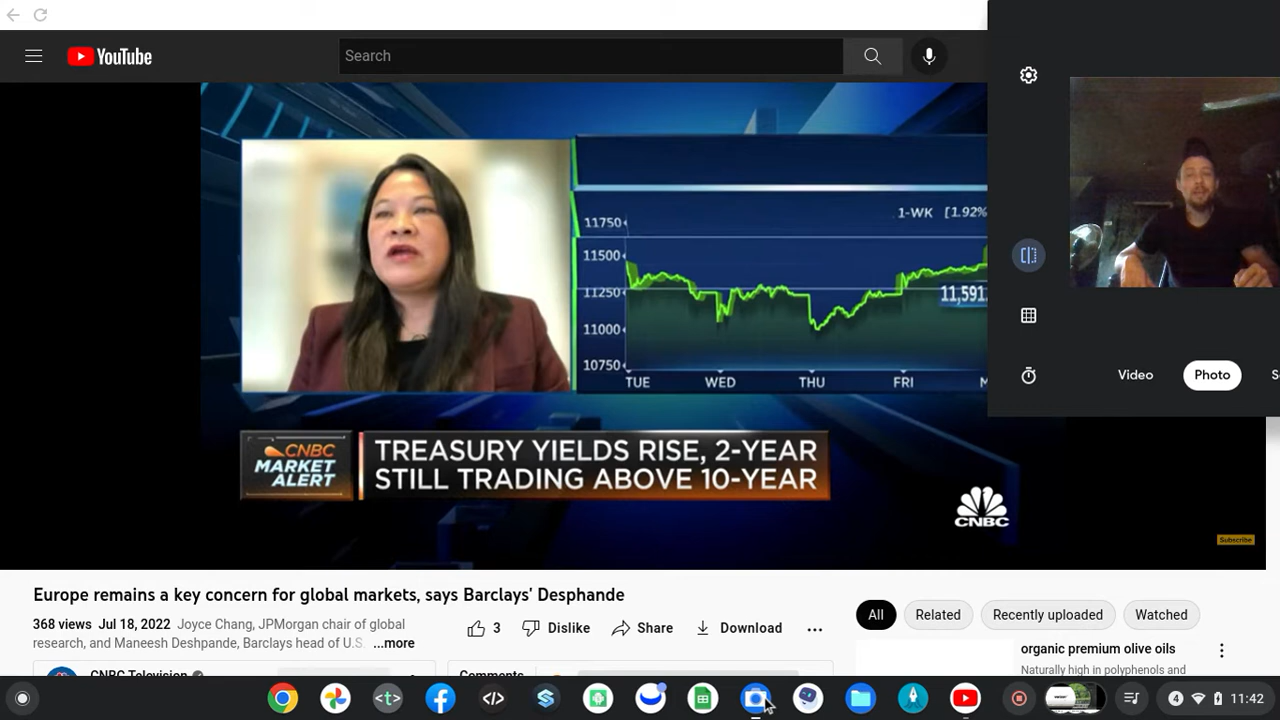 YouTube
Search
1-WK [1.92%
11750
11500
11250
11,591.
11000
10750
TUE WED THU FRI
CNBC
MARKET
ALERT
TREASURY YIELDS RISE, 2-YEAR
STILL TRADING ABOVE 10-YEAR
CNBC
Subscribe
Video Photo
Europe remains a key concern for global markets, says Barclays' Desphande
368 views Jul 18, 2022 Joyce Chang, JPMorgan chair of global
research, and Maneesh Deshpande, Barclays head of U.S. ...more
3 Dislike Share Download
CNBC Television
Comments
All Related Recently uploaded Watched
organic premium olive oils
Naturally high in polyphenols and
4 11:42